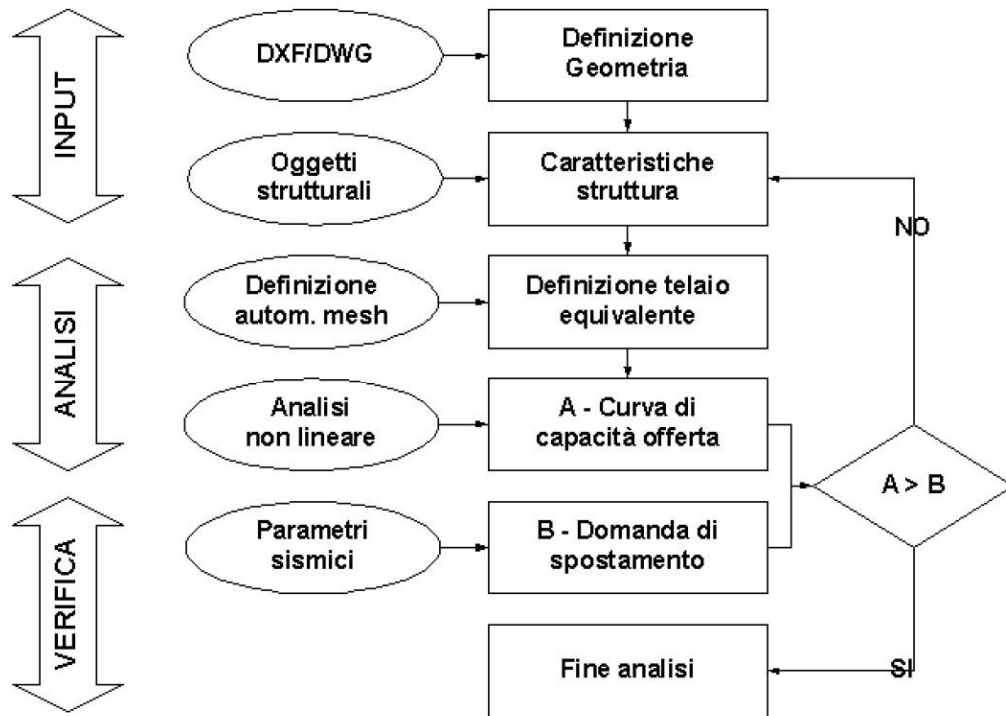 INPUT
DXF/DWG
Definizione
Geometria
Oggetti
strutturali
Caratteristiche
struttura
NO
ANALISI
Definizione
autom. mesh
Definizione telaio
equivalente
Analisi
non lineare
A - Curva di
capacità offerta
A > B
VERIFICA
Parametri
sismici
B - Domanda di
spostamento
Fine analisi
SI